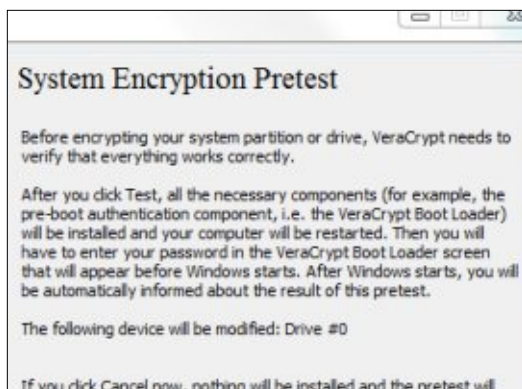 System Encryption Pretest
Before encrypting your system partition or drive, VeraCrypt needs to
verify that everything works correctly.
After you click Test, all the necessary components (for example, the
pre-boot authentication component, i.e. the VeraCrypt Boot Loader)
will be installed and your computer will be restarted. Then you will
have to enter your password in the VeraCrypt Boot Loader screen
that will appear before Windows starts. After Windows starts, you will
be automatically informed about the result of this pretest.
The following device will be modified: Drive #0
If you click Cancel now, nothing will be installed and the pretest will